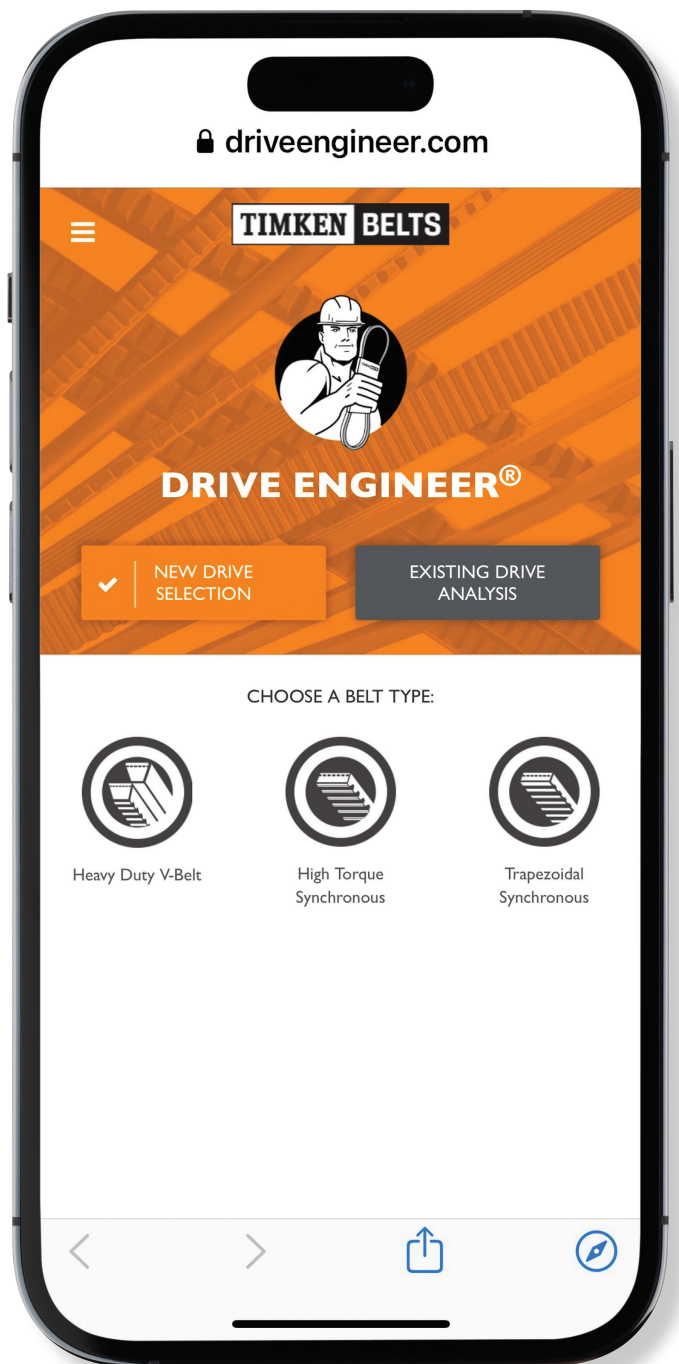 driveengineer.com
TIMKEN BELTS
DRIVE ENGINEER®
NEW DRIVE
SELECTION
EXISTING DRIVE
ANALYSIS
CHOOSE A BELT TYPE:
Heavy Duty V-Belt
High Torque
Synchronous
Trapezoidal
Synchronous